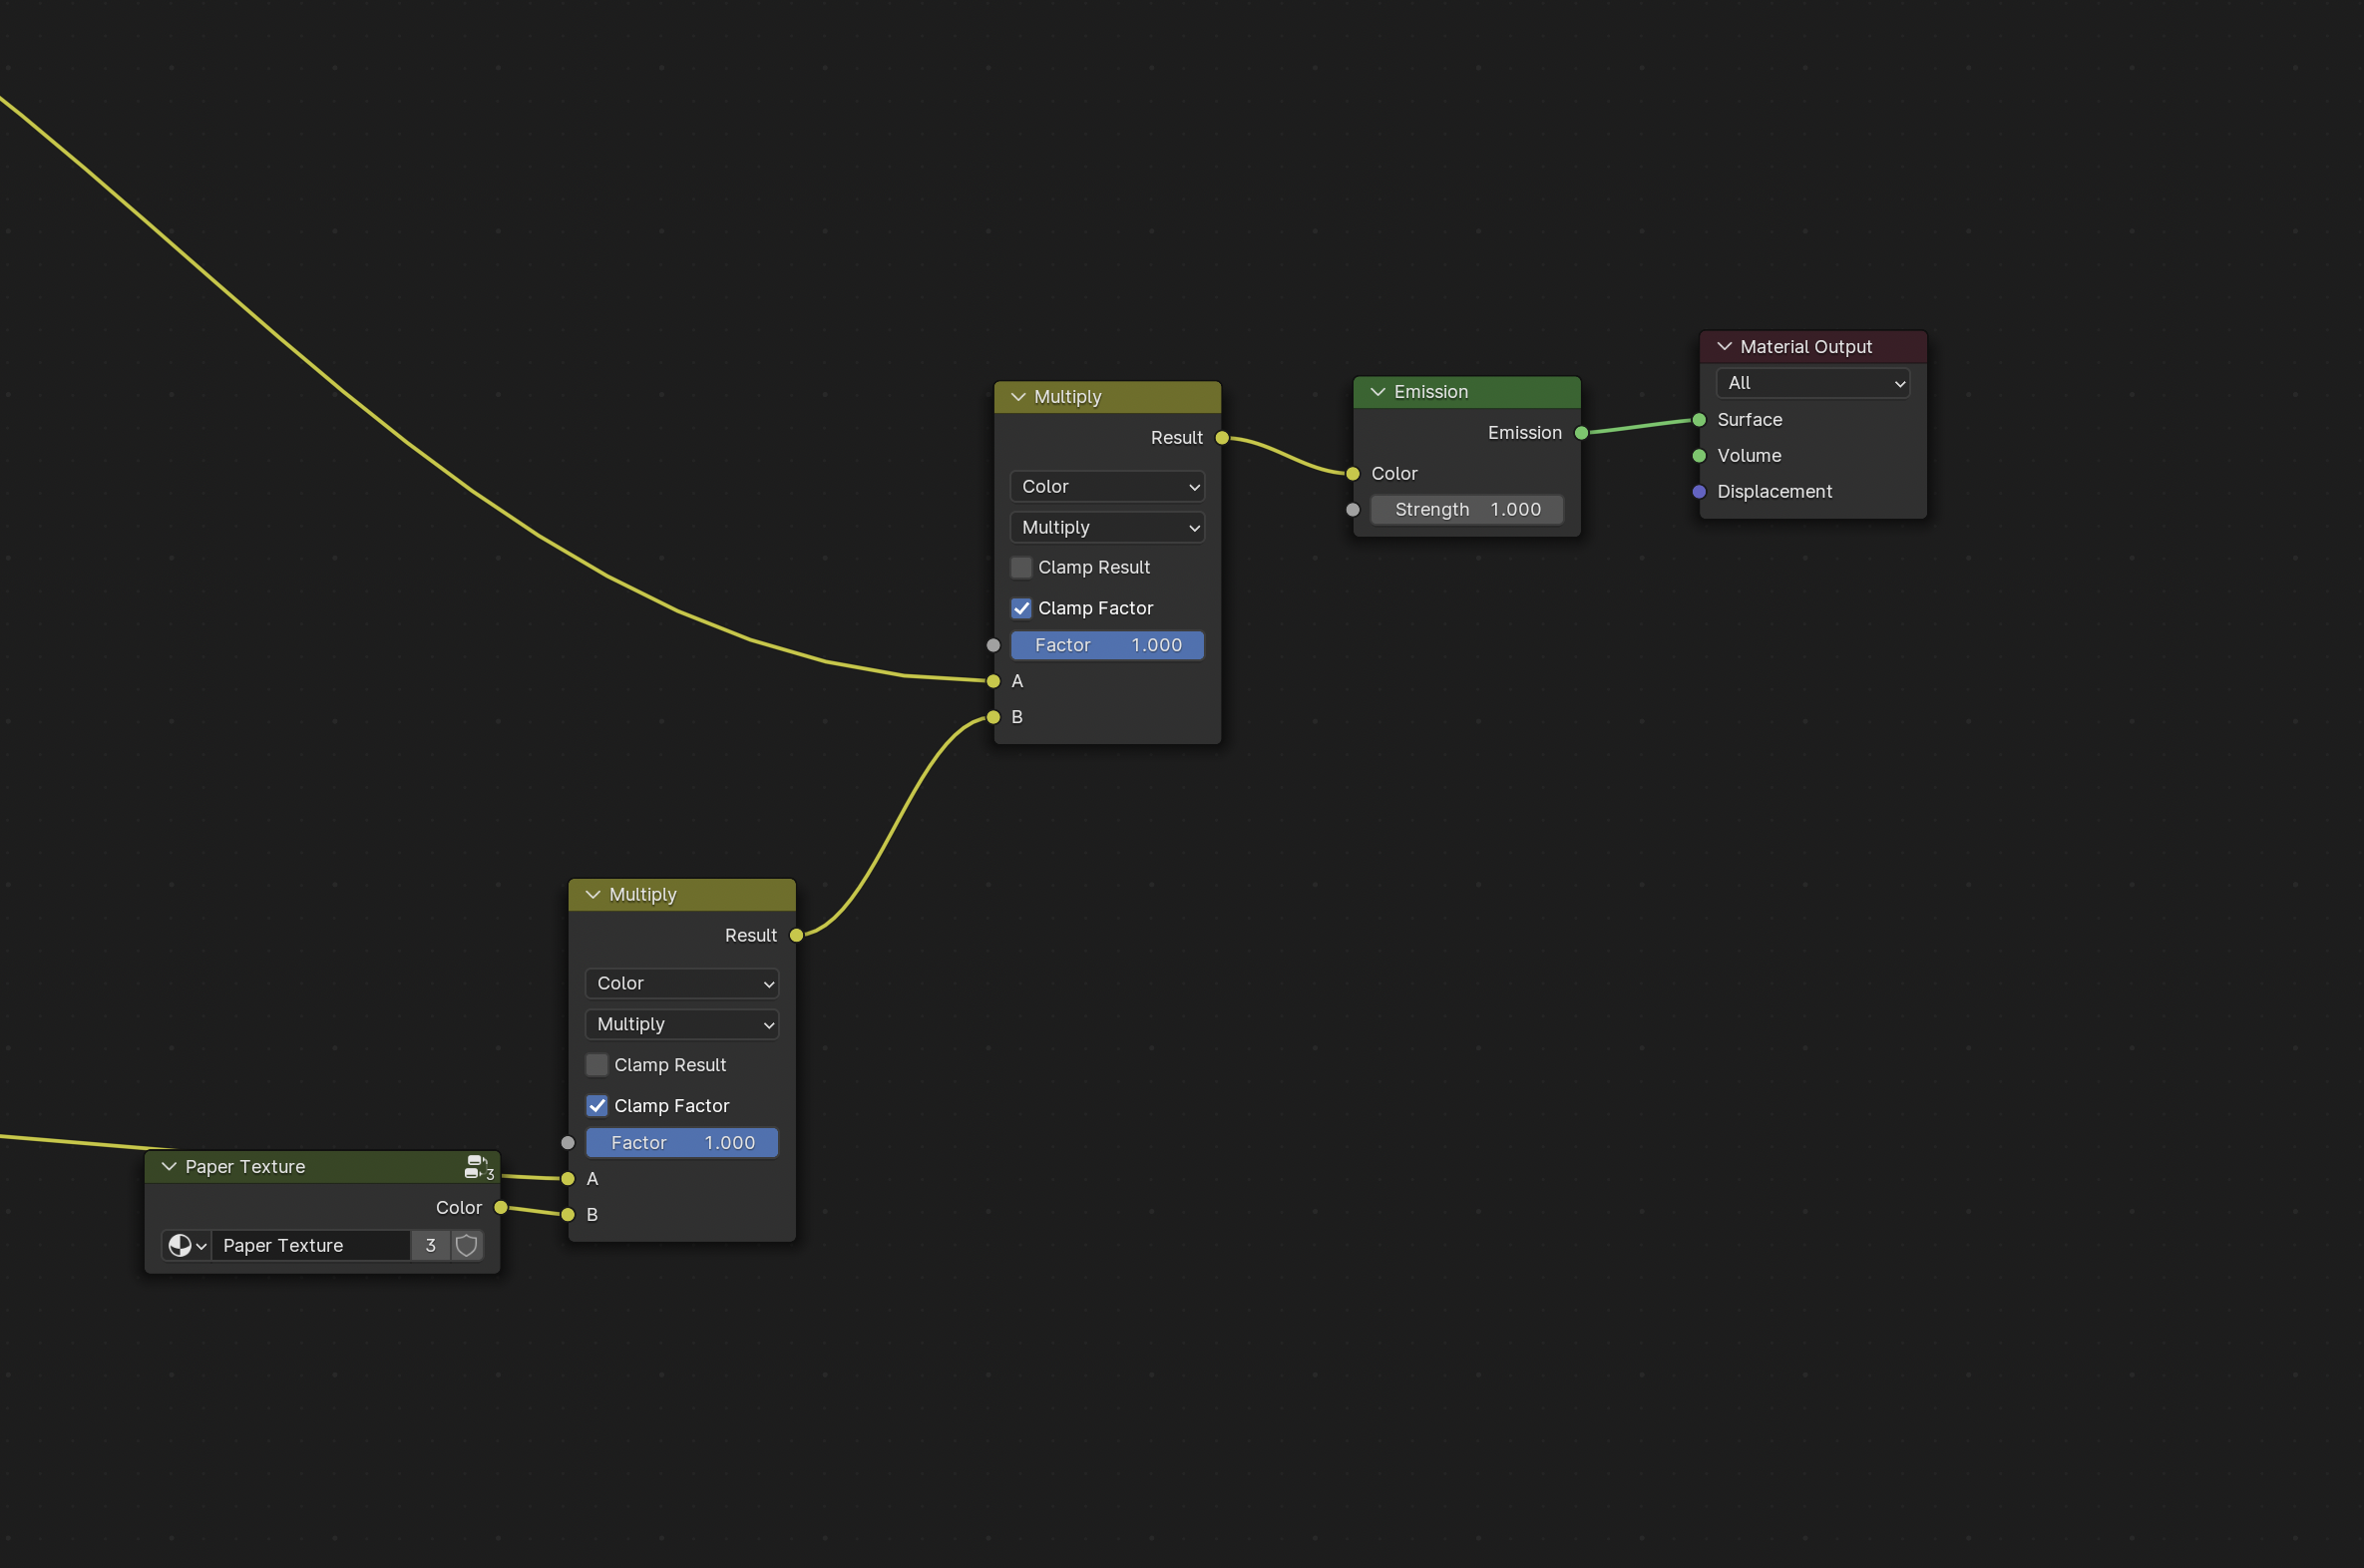 Multiply
Result
Color
Multiply
Clamp Result
Clamp Factor
Factor 1.000
A
B
Emission
Emission
Color
Strength 1.000
Material Output
All
Surface
Volume
Displacement
Multiply
Result
Color
Multiply
Clamp Result
Clamp Factor
Factor 1.000
A
B
Paper Texture 3
Color
Paper Texture 3